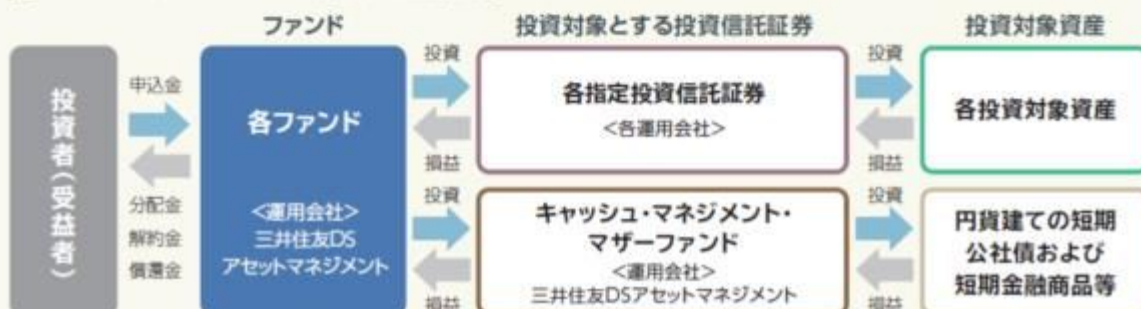 ファンド
投資対象とする投資信託証券
投資対象資産
投資者(受益者)
申込金
分配金
解約金
償還金
各ファンド
<運用会社>
三井住友DS
アセットマネジメント
投資
損益
各指定投資信託証券
<各運用会社>
投資
損益
各投資対象資産
投資
損益
キャッシュ・マネジメント・
マザーファンド
<運用会社>
三井住友DSアセットマネジメント
投資
損益
円貨建ての短期
公社債および
短期金融商品等